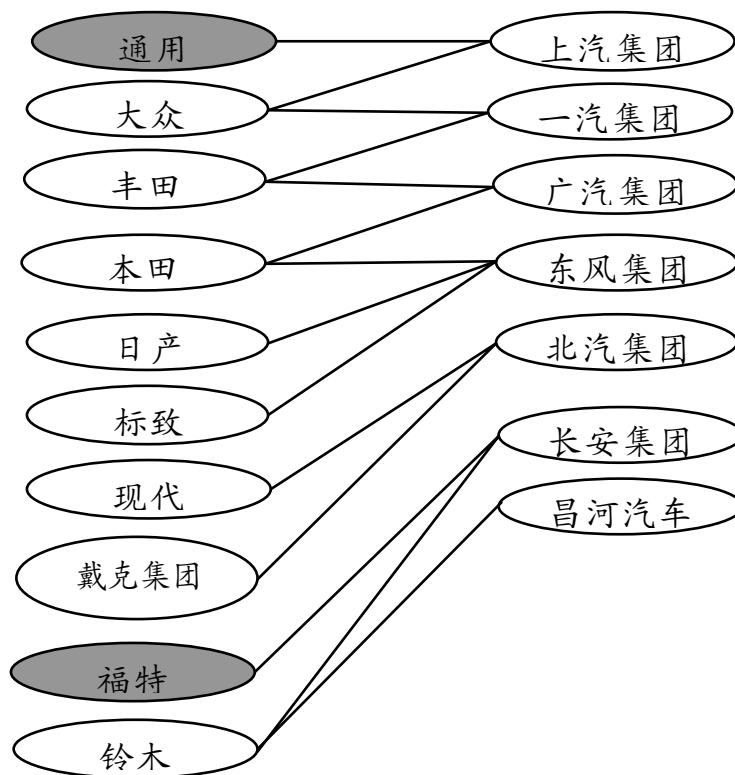 通用
上汽集团
大众
一汽集团
丰田
广汽集团
本田
东风集团
日产
北汽集团
标致
长安集团
现代
昌河汽车
戴克集团
福特
铃木